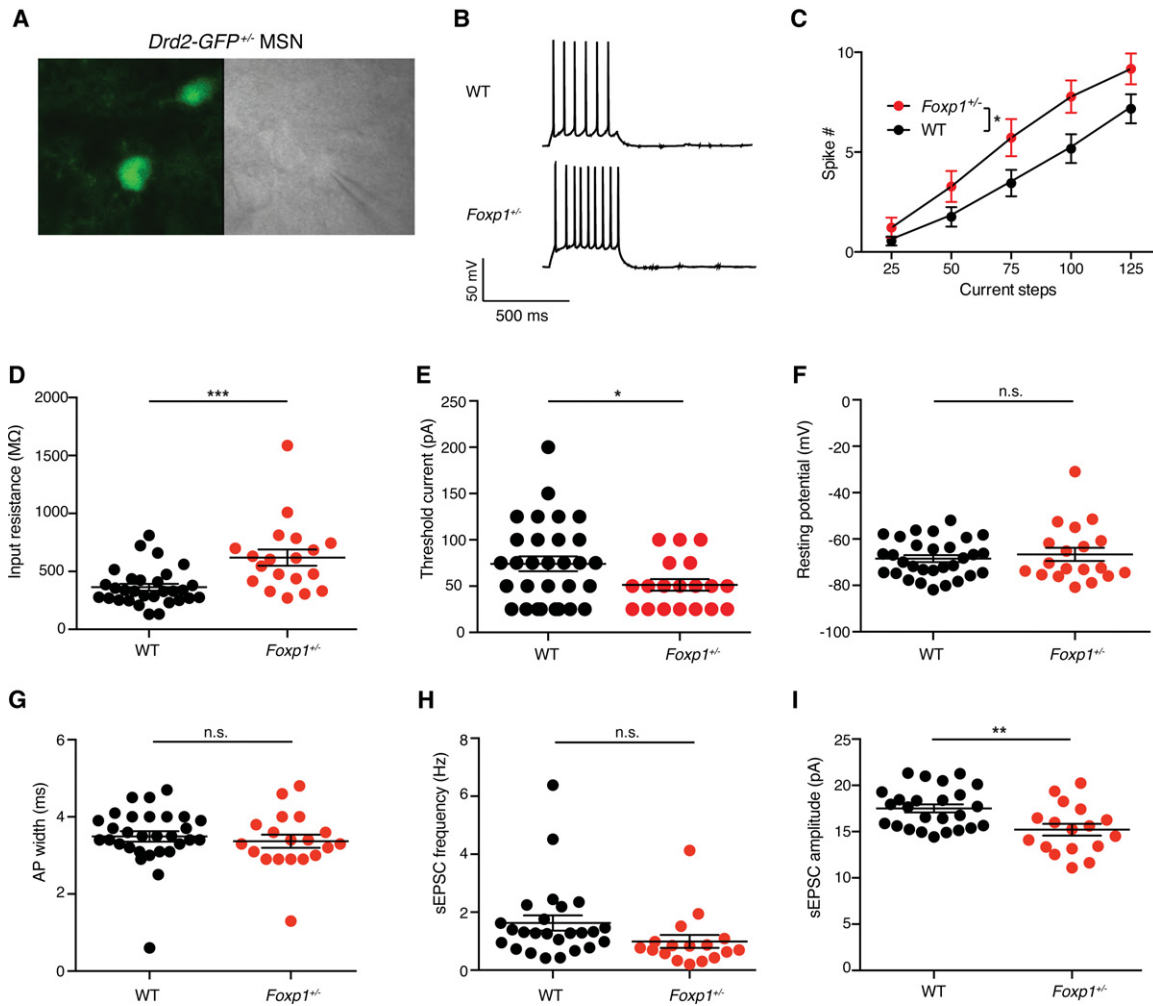 A
Drd2-GFP+/- MSN
B
WT
Foxp1+/-
50 mV
500 ms
C
Spike #
10
5
0
Foxp1+/-
WT
*
25 50 75 100 125
Current steps
D
Input resistance (MΩ)
2000
1500
1000
500
0
***
WT Foxp1+/-
E
Threshold current (pA)
250
200
150
100
50
0
*
WT Foxp1+/-
F
Resting potential (mV)
0
-20
-40
-60
-80
-100
n.s.
WT Foxp1+/-
G
AP width (ms)
6
4
2
0
n.s.
WT Foxp1+/-
H
sEPSC frequency (Hz)
8
6
4
2
0
n.s.
WT Foxp1+/-
I
sEPSC amplitude (pA)
25
20
15
10
5
0
**
WT Foxp1+/-